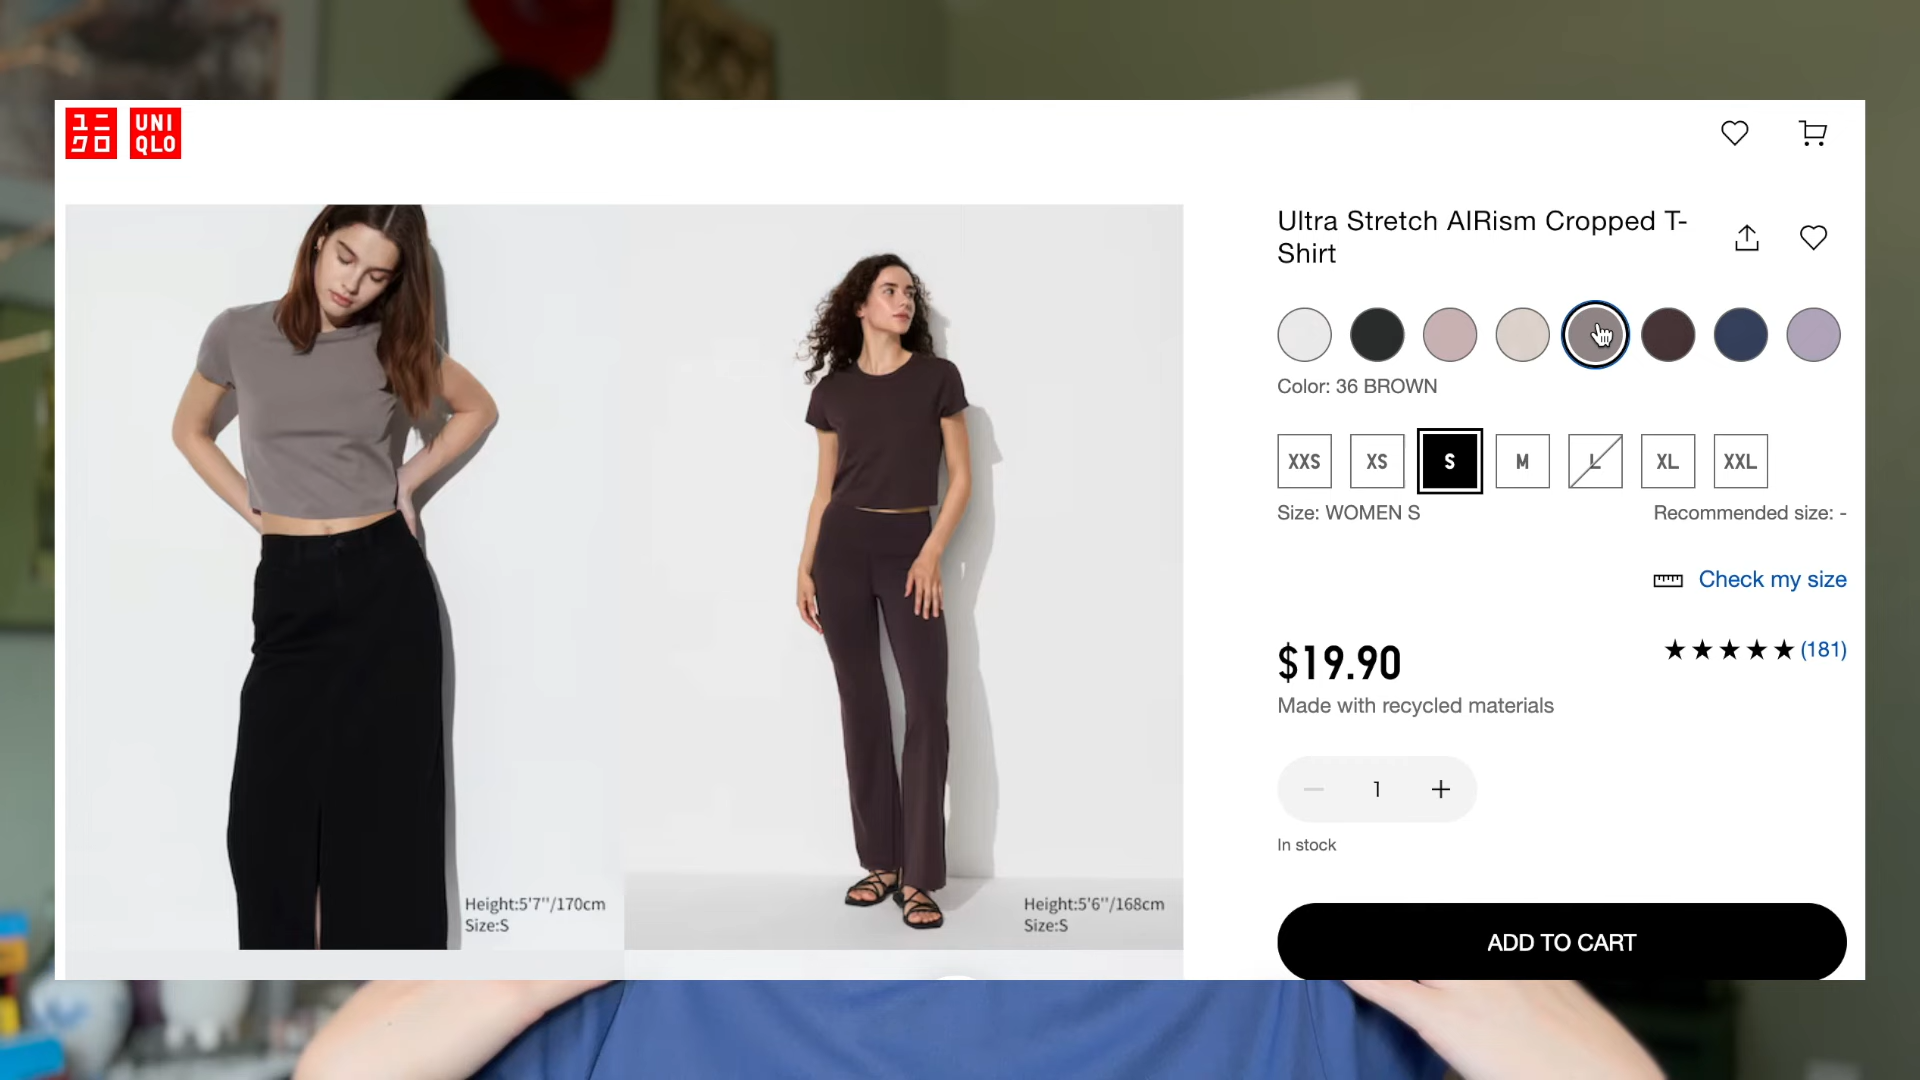 ユニ
クロ
UNI
QLO
Ultra Stretch AIRism Cropped T-
Shirt
Color: 36 BROWN
XXS XS S M L XL XXL
Size: WOMEN S Recommended size: -
Check my size
$19.90 (181)
Made with recycled materials
1
In stock
ADD TO CART
Height:5'7''/170cm
Size:S
Height:5'6''/168cm
Size:S